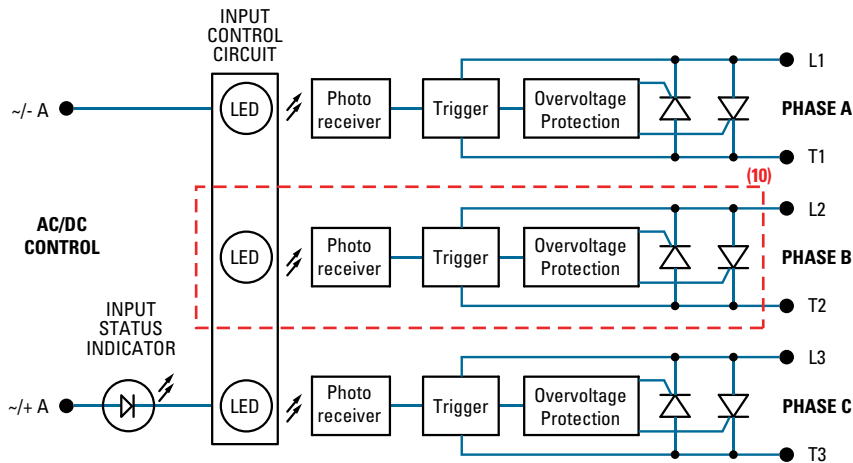 INPUT
CONTROL
CIRCUIT
~/- A
LED
Photo
receiver
Trigger
Overvoltage
Protection
L1
PHASE A
T1
(10)
AC/DC
CONTROL
LED
Photo
receiver
Trigger
Overvoltage
Protection
L2
PHASE B
T2
INPUT
STATUS
INDICATOR
~/+ A
LED
Photo
receiver
Trigger
Overvoltage
Protection
L3
PHASE C
T3